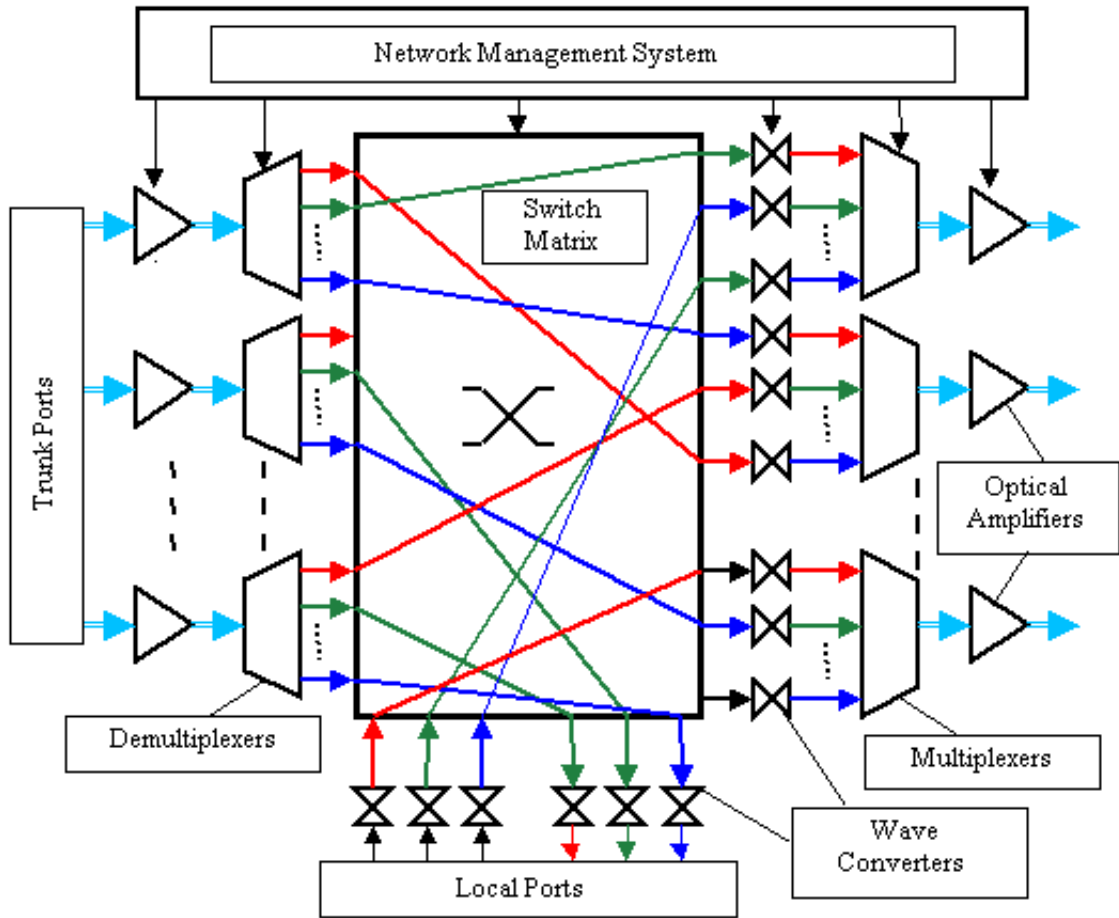 Network Management System
Switch
Matrix
Trunk Ports
Optical
Amplifiers
Demultiplexers
Multiplexers
Wave
Converters
Local Ports